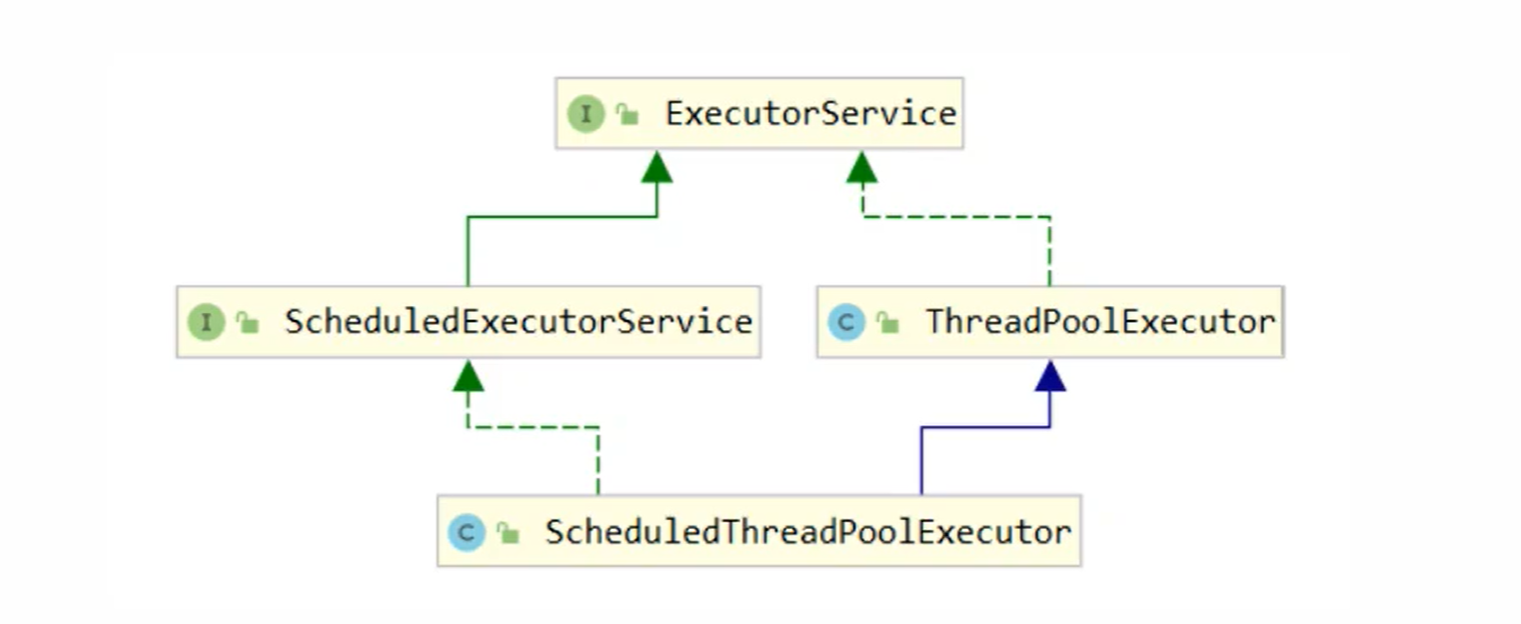 I ExecutorService
I ScheduledExecutorService
C ThreadPoolExecutor
C ScheduledThreadPoolExecutor